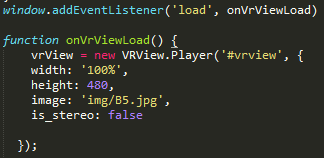 window.addEventListener('load', onVrViewLoad)
function onVrViewLoad() {
vrView = new VRView.Player('#vrview', {
width: '100%',
height: 480,
image: 'img/B5.jpg',
is_stereo: false
});